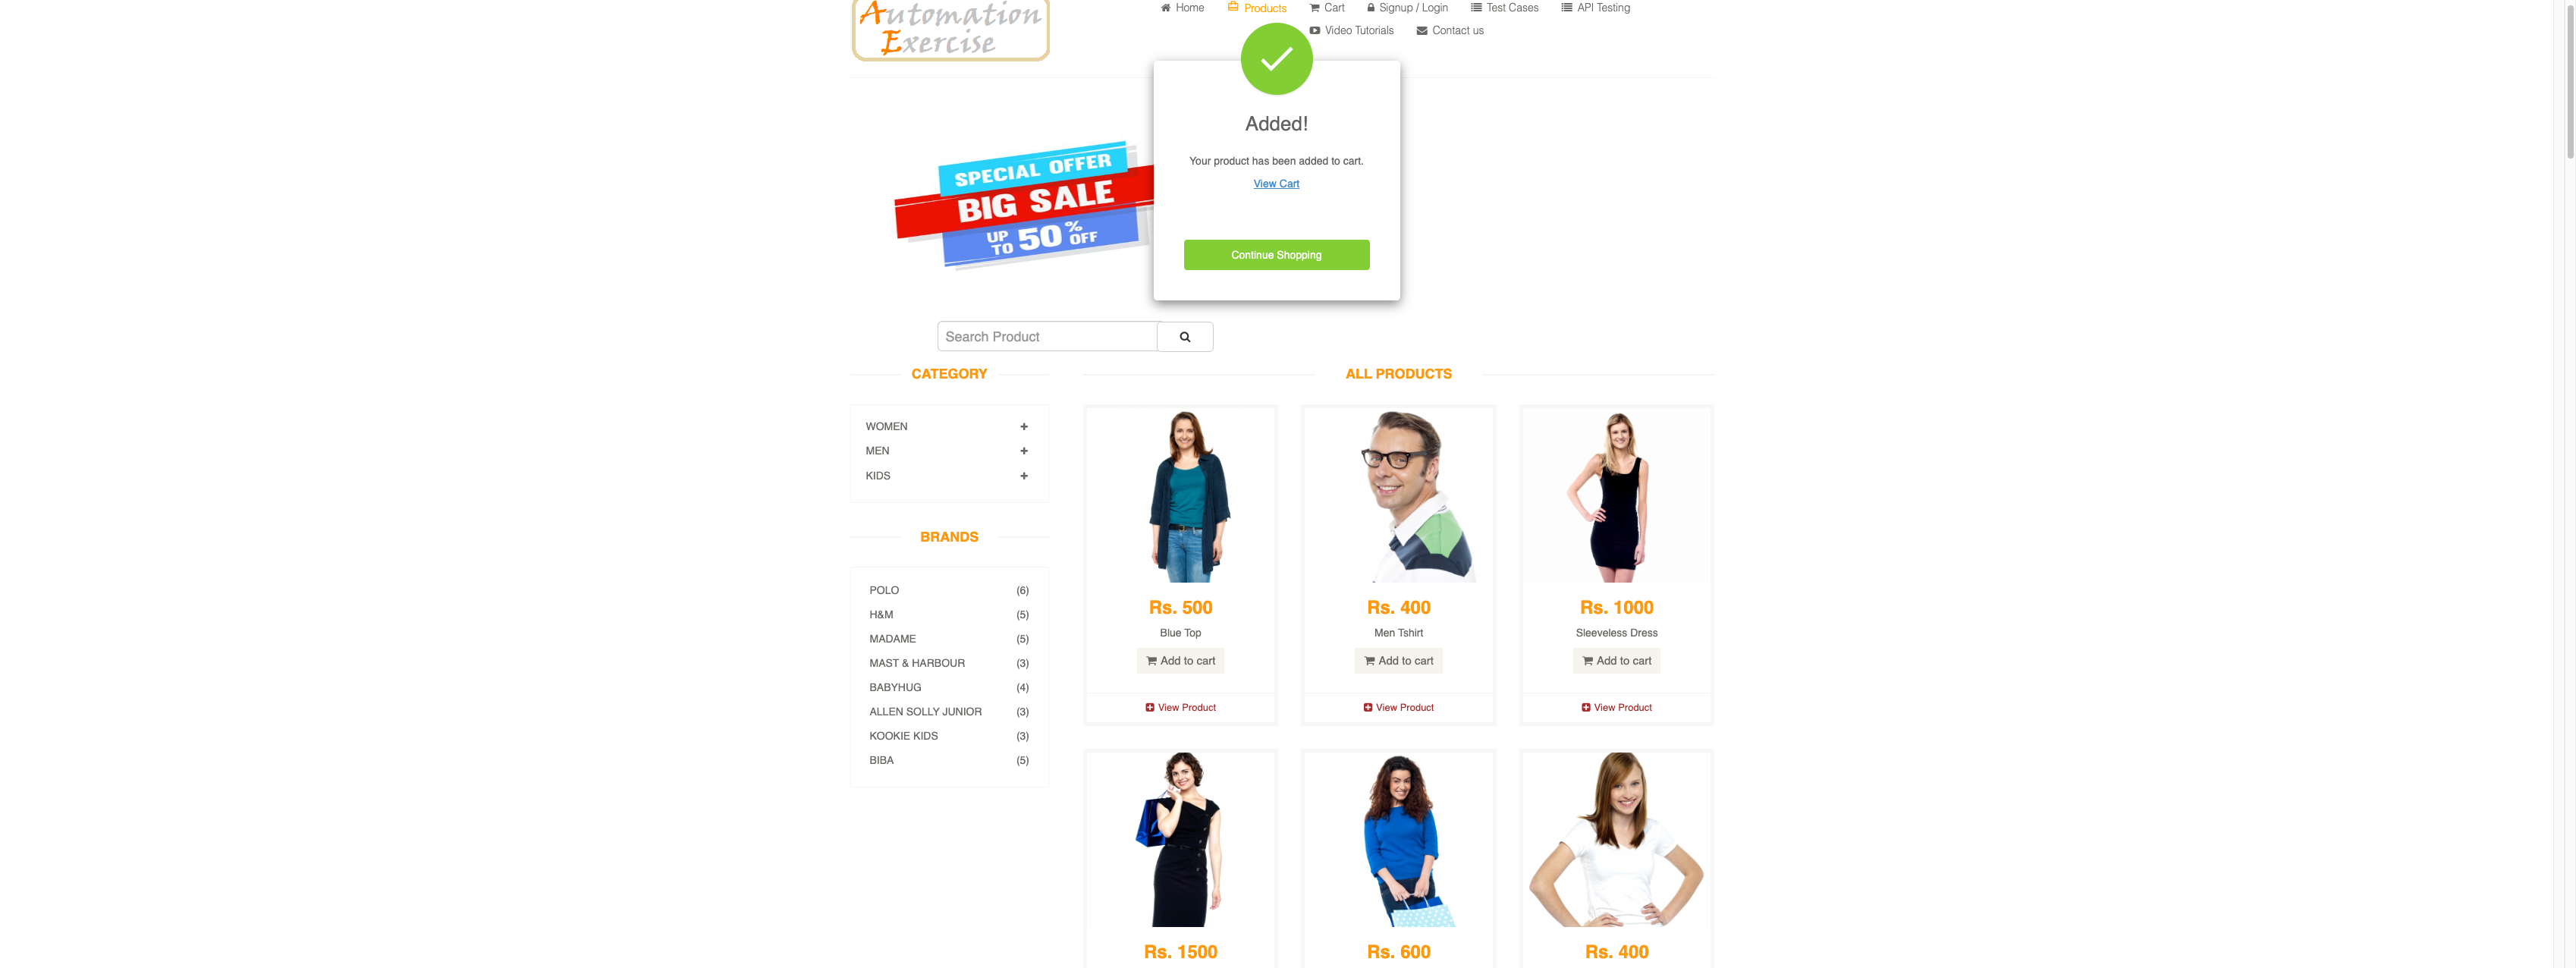 Automation
Exercise
Home Products Cart Signup / Login Test Cases API Testing
Video Tutorials Contact us
Added!
Your product has been added to cart.
View Cart
Continue Shopping
SPECIAL OFFER
BIG SALE
UP TO 50% OFF
Search Product
CATEGORY
WOMEN
MEN
KIDS
BRANDS
POLO (6)
H&M (5)
MADAME (5)
MAST & HARBOUR (3)
BABYHUG (4)
ALLEN SOLLY JUNIOR (3)
KOOKIE KIDS (3)
BIBA (5)
ALL PRODUCTS
Rs. 500
Blue Top
Add to cart
View Product
Rs. 400
Men Tshirt
Add to cart
View Product
Rs. 1000
Sleeveless Dress
Add to cart
View Product
Rs. 1500
Rs. 600
Rs. 400